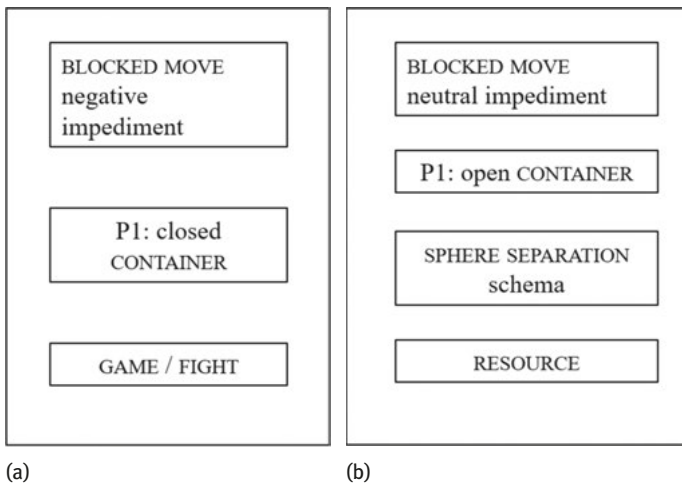 BLOCKED MOVE
negative
impediment
P1: closed
CONTAINER
GAME / FIGHT
(a)
BLOCKED MOVE
neutral impediment
P1: open CONTAINER
SPHERE SEPARATION
schema
RESOURCE
(b)